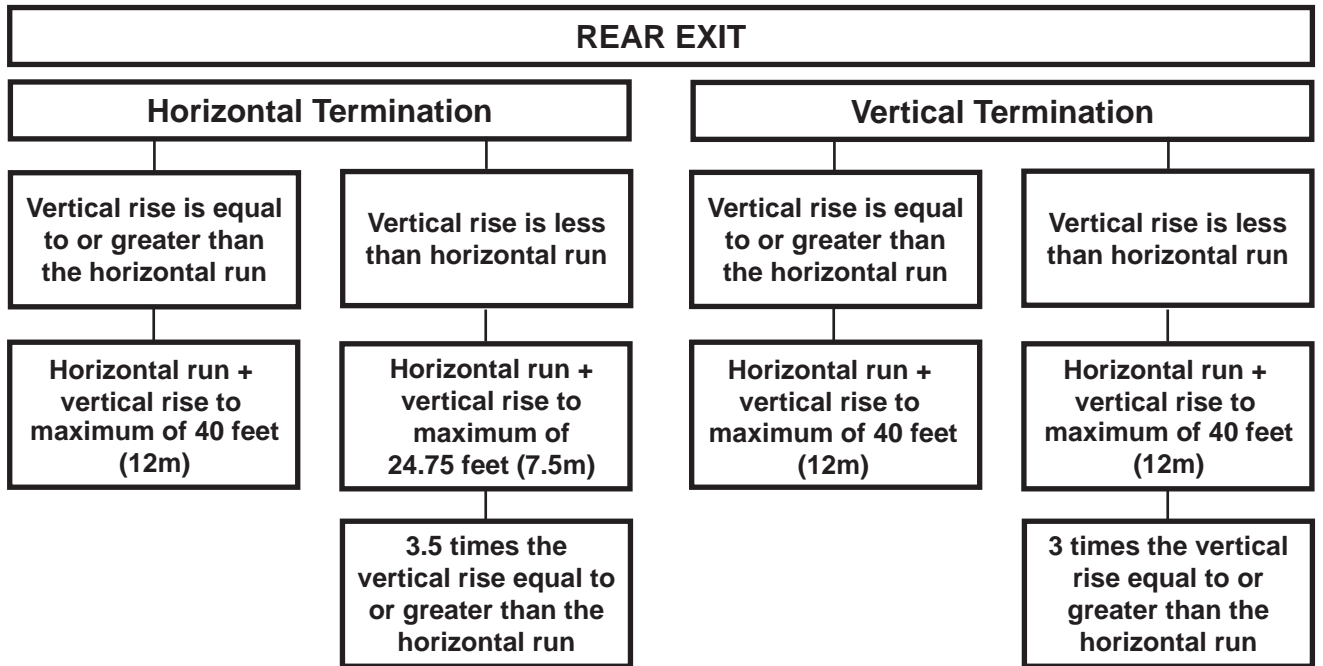 REAR EXIT
Horizontal Termination
Vertical rise is equal
to or greater than
the horizontal run
Horizontal run +
vertical rise to
maximum of 40 feet
(12m)
Vertical rise is less
than horizontal run
Horizontal run +
vertical rise to
maximum of
24.75 feet (7.5m)
3.5 times the
vertical rise equal to
or greater than the
horizontal run
Vertical Termination
Vertical rise is equal
to or greater than
the horizontal run
Horizontal run +
vertical rise to
maximum of 40 feet
(12m)
Vertical rise is less
than horizontal run
Horizontal run +
vertical rise to
maximum of 40 feet
(12m)
3 times the vertical
rise equal to or
greater than the
horizontal run